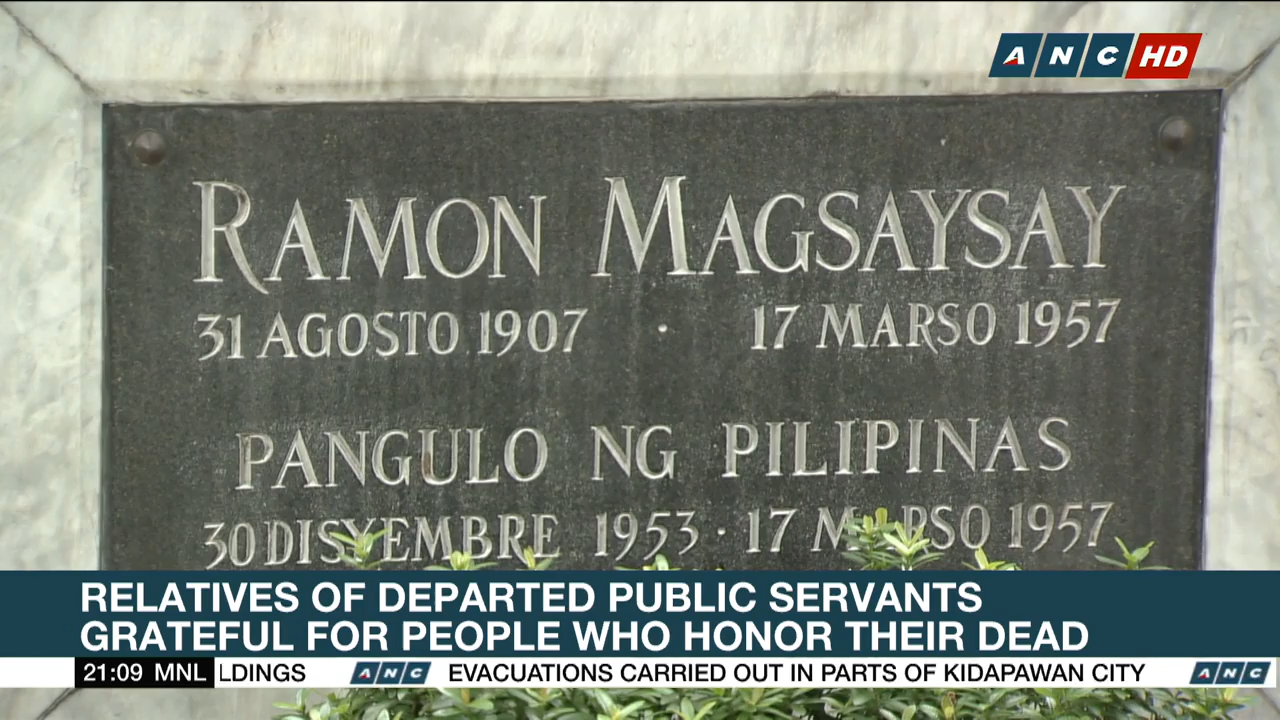 ANC HD
RAMON MAGSAYSAY
31 AGOSTO 1907 · 17 MARSO 1957
PANGULO NG PILIPINAS
30 DISYEMBRE 1953 · 17 MARSO 1957
RELATIVES OF DEPARTED PUBLIC SERVANTS
GRATEFUL FOR PEOPLE WHO HONOR THEIR DEAD
21:09 MNL LDINGS ANC EVACUATIONS CARRIED OUT IN PARTS OF KIDAPAWAN CITY ANC